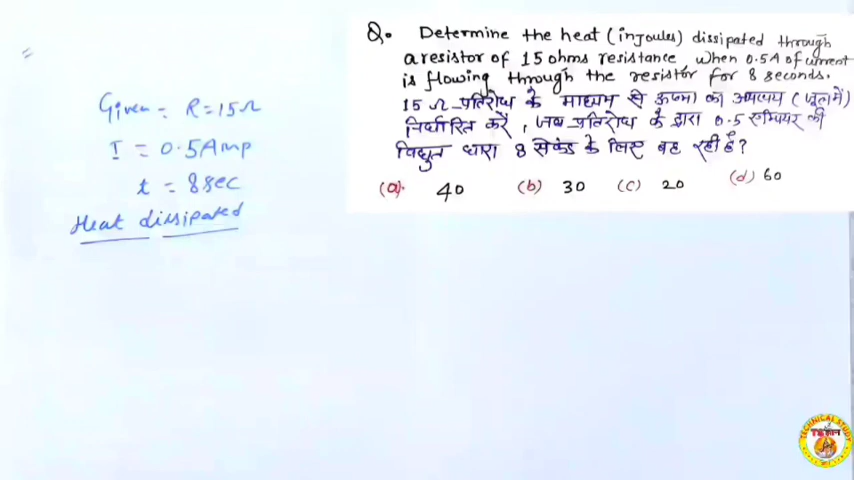 Q. Determine the heat (in joules) dissipated through
a resistor of 15 ohms resistance, when 0.5A of current
is flowing through the resistor for 8 seconds.
15 Ω प्रतिरोध के माध्यम से ऊष्मा का अपव्यय (जूल में)
निर्धारित करें, जब प्रतिरोध के द्वारा 0.5 एम्पियर की
विद्युत धारा 8 सेकेंड के लिए बह रही है?
(a) 40 (b) 30 (c) 20 (d) 60
Given = R = 15Ω
I = 0.5Amp
t = 8sec
Heat dissipated
TECHNICAL STUDY